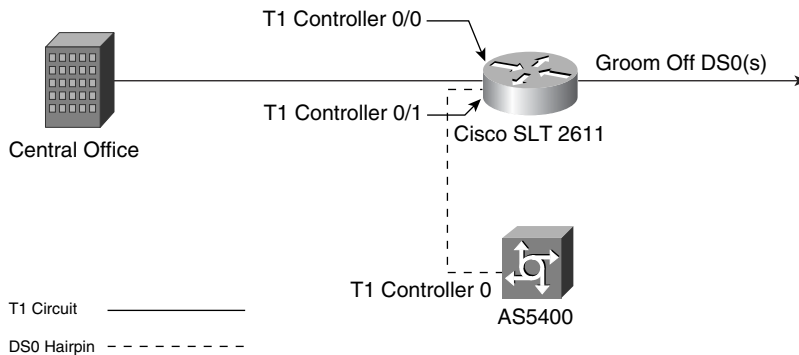 T1 Controller 0/0
Groom Off DS0(s)
T1 Controller 0/1
Cisco SLT 2611
Central Office
T1 Controller 0
AS5400
T1 Circuit
DS0 Hairpin